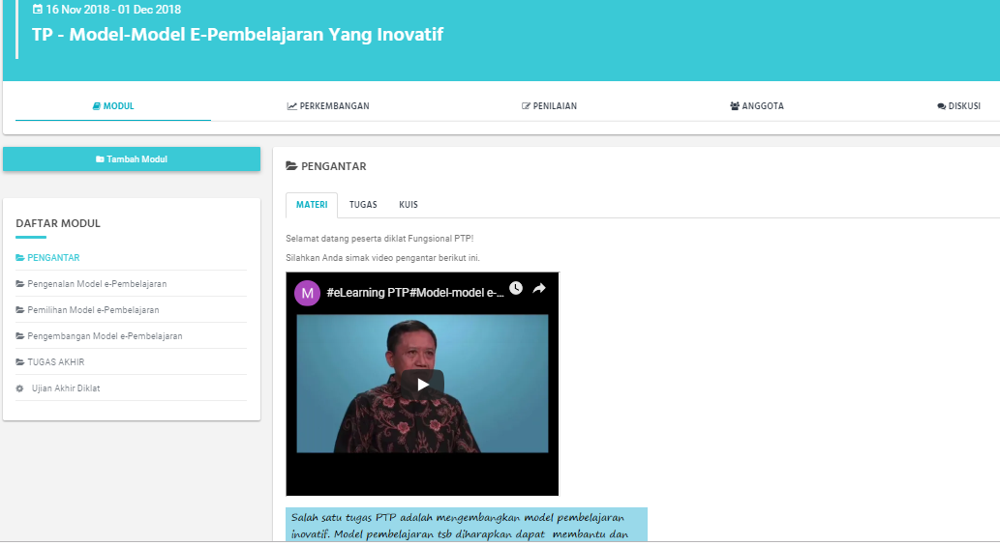 16 Nov 2018 - 01 Dec 2018
TP - Model-Model E-Pembelajaran Yang Inovatif
MODUL
PERKEMBANGAN
PENILAIAN
ANGGOTA
DISKUSI
Tambah Modul
DAFTAR MODUL
PENGANTAR
Pengenalan Model e-Pembelajaran
Pemilihan Model e-Pembelajaran
Pengembangan Model e-Pembelajaran
TUGAS AKHIR
Ujian Akhir Diklat
PENGANTAR
MATERI
TUGAS
KUIS
Selamat datang peserta diklat Fungsional PTP!
Silahkan Anda simak video pengantar berikut ini.
M
#eLearning PTP#Model-model e-...
Salah satu tugas PTP adalah mengembangkan model pembelajaran
inovatif. Model pembelajaran tsb diharapkan dapat membantu dan